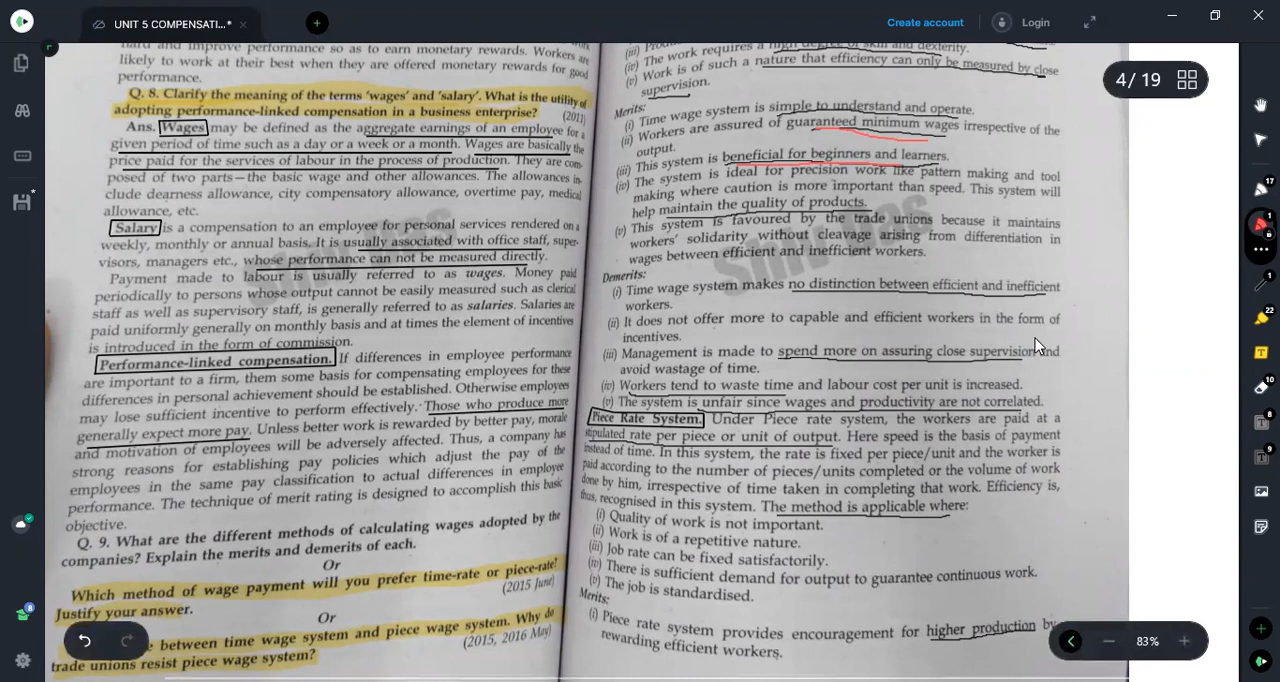 UNIT 5 COMPENSATI...*
Create account
Login
4/19
hard and improve performance so as to earn monetary rewards. Workers are
likely to work at their best when they are offered monetary rewards for good
performance.
Q. 8. Clarify the meaning of the terms 'wages' and 'salary'. What is the utility of
adopting performance-linked compensation in a business enterprise? (2011)
Ans. Wages may be defined as the aggregate earnings of an employee for a
given period of time such as a day or a week or a month. Wages are basically the
price paid for the services of labour in the process of production. They are com-
posed of two parts—the basic wage and other allowances. The allowances in-
clude dearness allowance, city compensatory allowance, overtime pay, medical
allowance, etc.
Salary is a compensation to an employee for personal services rendered on a
weekly, monthly or annual basis. It is usually associated with office staff, super-
visors, managers etc., whose performance can not be measured directly.
Payment made to labour is usually referred to as wages. Money paid
periodically to persons whose output cannot be easily measured such as clerical
staff as well as supervisory staff, is generally referred to as salaries. Salaries are
paid uniformly generally on monthly basis and at times the element of incentives
is introduced in the form of commission.
Performance-linked compensation. If differences in employee performance
are important to a firm, them some basis for compensating employees for these
differences in personal achievement should be established. Otherwise employees
may lose sufficient incentive to perform effectively. Those who produce more
generally expect more pay. Unless better work is rewarded by better pay, morale
and motivation of employees will be adversely affected. Thus, a company has
strong reasons for establishing pay policies which adjust the pay of the
employees in the same pay classification to actual differences in employee
performance. The technique of merit rating is designed to accomplish this basic
objective.
Q. 9. What are the different methods of calculating wages adopted by the
companies? Explain the merits and demerits of each.
Or
Which method of wage payment will you prefer time-rate or piece-rate?
Justify your answer. (2015 June)
Or
between time wage system and piece wage system. Why do
trade unions resist piece wage system? (2015, 2016 May)
(iv) The work requires a high degree of skill and dexterity.
(v) Work is of such a nature that efficiency can only be measured by close
supervision.
Merits:
(i) Time wage system is simple to understand and operate.
(ii) Workers are assured of guaranteed minimum wages irrespective of the
output.
(iii) This system is beneficial for beginners and learners.
(iv) The system is ideal for precision work like pattern making and tool
making where caution is more important than speed. This system will
help maintain the quality of products.
(v) This system is favoured by the trade unions because it maintains
workers' solidarity without cleavage arising from differentiation in
wages between efficient and inefficient workers.
Demerits:
(i) Time wage system makes no distinction between efficient and inefficient
workers.
(ii) It does not offer more to capable and efficient workers in the form of
incentives.
(iii) Management is made to spend more on assuring close supervision and
avoid wastage of time.
(iv) Workers tend to waste time and labour cost per unit is increased.
(v) The system is unfair since wages and productivity are not correlated.
Piece Rate System. Under Piece rate system, the workers are paid at a
stipulated rate per piece or unit of output. Here speed is the basis of payment
instead of time. In this system, the rate is fixed per piece/unit and the worker is
paid according to the number of pieces/units completed or the volume of work
done by him, irrespective of time taken in completing that work. Efficiency is,
thus, recognised in this system. The method is applicable where:
(i) Quality of work is not important.
(ii) Work is of a repetitive nature.
(iii) Job rate can be fixed satisfactorily.
(iv) There is sufficient demand for output to guarantee continuous work.
(v) The job is standardised.
Merits:
(i) Piece rate system provides encouragement for higher production by
rewarding efficient workers.
Shiv Das
Shiv Das
83%
17
1
1
22
10
8
9
8